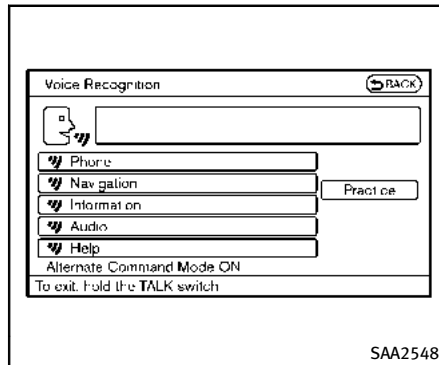 Voice Recognition
BACK
Phone
Navigation
Information
Practice
Audio
Help
Alternate Command Mode ON
To exit, hold the TALK switch
SAA2548